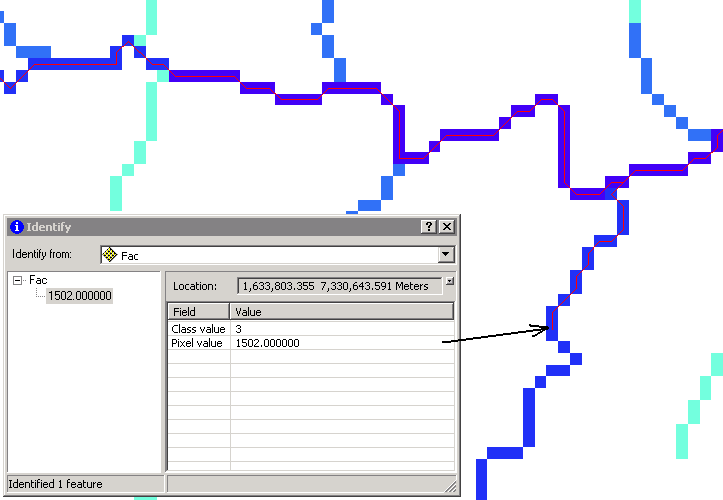 Identify
Identify from: Fac
Fac
1502.000000
Location: 1,633,803.355 7,330,643.591 Meters
Field Value
Class value 3
Pixel value 1502.000000
Identified 1 feature